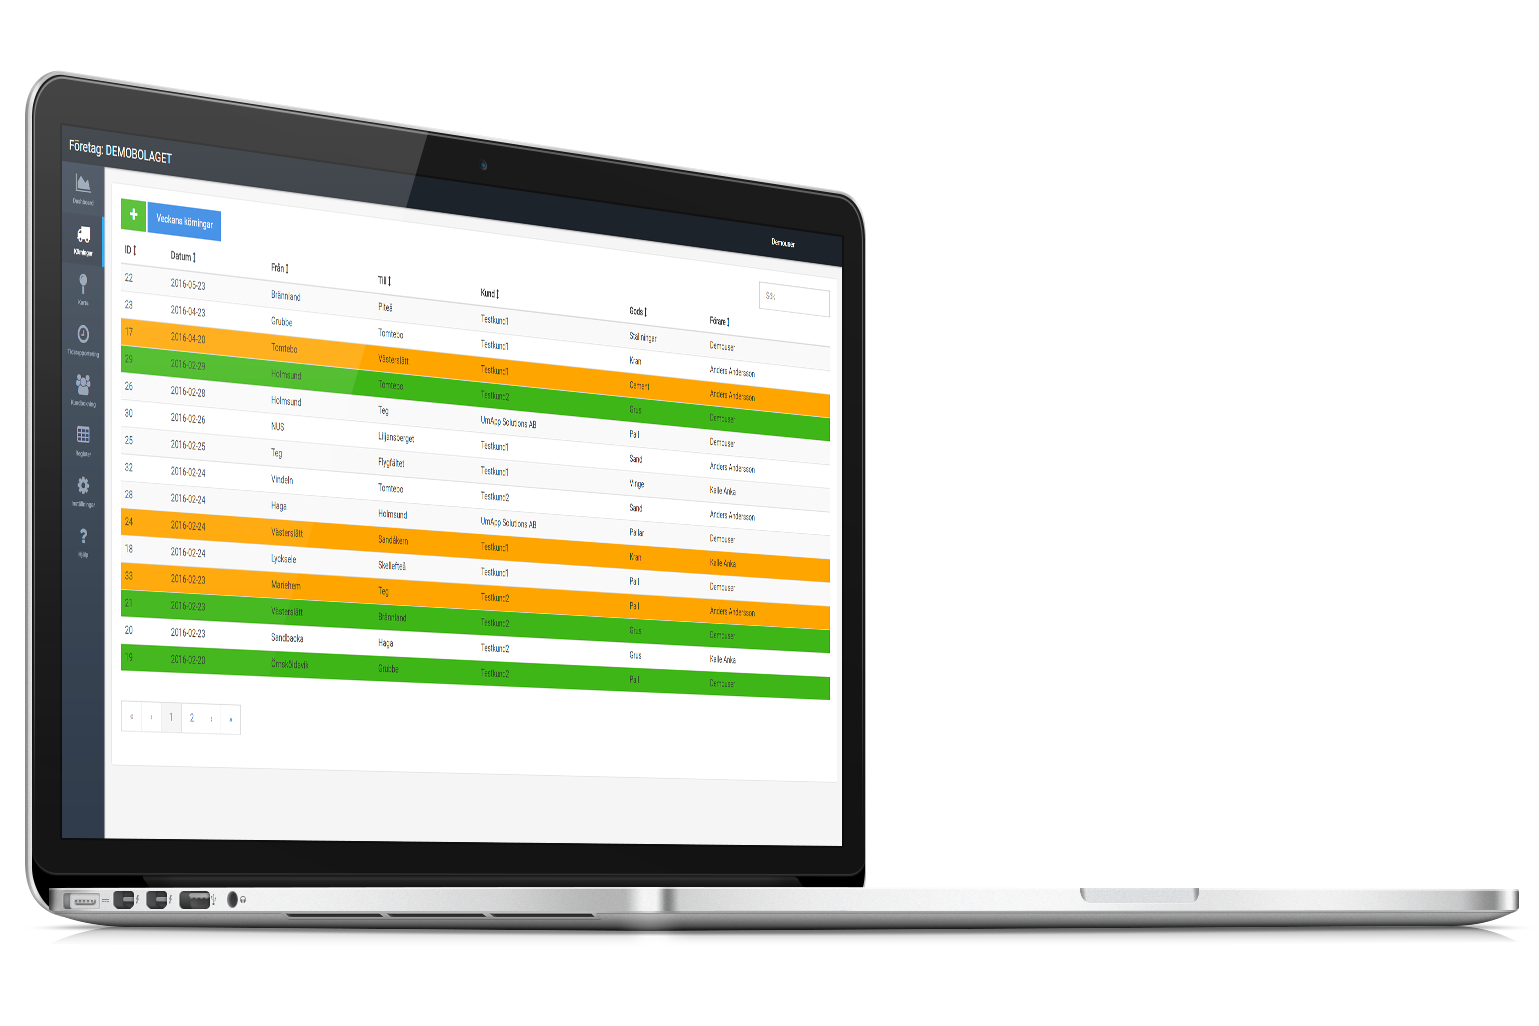 Företag: DEMOBOLAGET
Demouser
Dashboard
Körningar
Karta
Tidrapportering
Kundbokning
Register
Inställningar
Hjälp
+ Veckans körningar
Sök
ID Datum Från Till Kund Gods Förare
22 2016-05-23 Brännland Piteå Testkund1 Ställningar Demouser
23 2016-04-23 Grubbe Tomtebo Testkund1 Kran Anders Andersson
17 2016-04-20 Tomtebo Västerslätt Testkund1 Cement Anders Andersson
29 2016-02-29 Holmsund Tomtebo Testkund2 Grus Demouser
26 2016-02-28 Holmsund Teg UmApp Solutions AB Pall Demouser
30 2016-02-26 NUS Liljansberget Testkund1 Sand Anders Andersson
25 2016-02-25 Teg Flygfältet Testkund1 Vinge Kalle Anka
32 2016-02-24 Vindeln Tomtebo Testkund2 Sand Anders Andersson
28 2016-02-24 Haga Holmsund UmApp Solutions AB Pallar Demouser
24 2016-02-24 Västerslätt Sandåkern Testkund1 Kran Kalle Anka
18 2016-02-24 Lycksele Skellefteå Testkund1 Pall Demouser
33 2016-02-23 Mariehem Teg Testkund2 Pall Anders Andersson
21 2016-02-23 Västerslätt Brännland Testkund2 Grus Demouser
20 2016-02-23 Sandbacka Haga Testkund2 Grus Kalle Anka
19 2016-02-20 Örnsköldsvik Grubbe Testkund2 Pall Demouser
« ‹ 1 2 › »